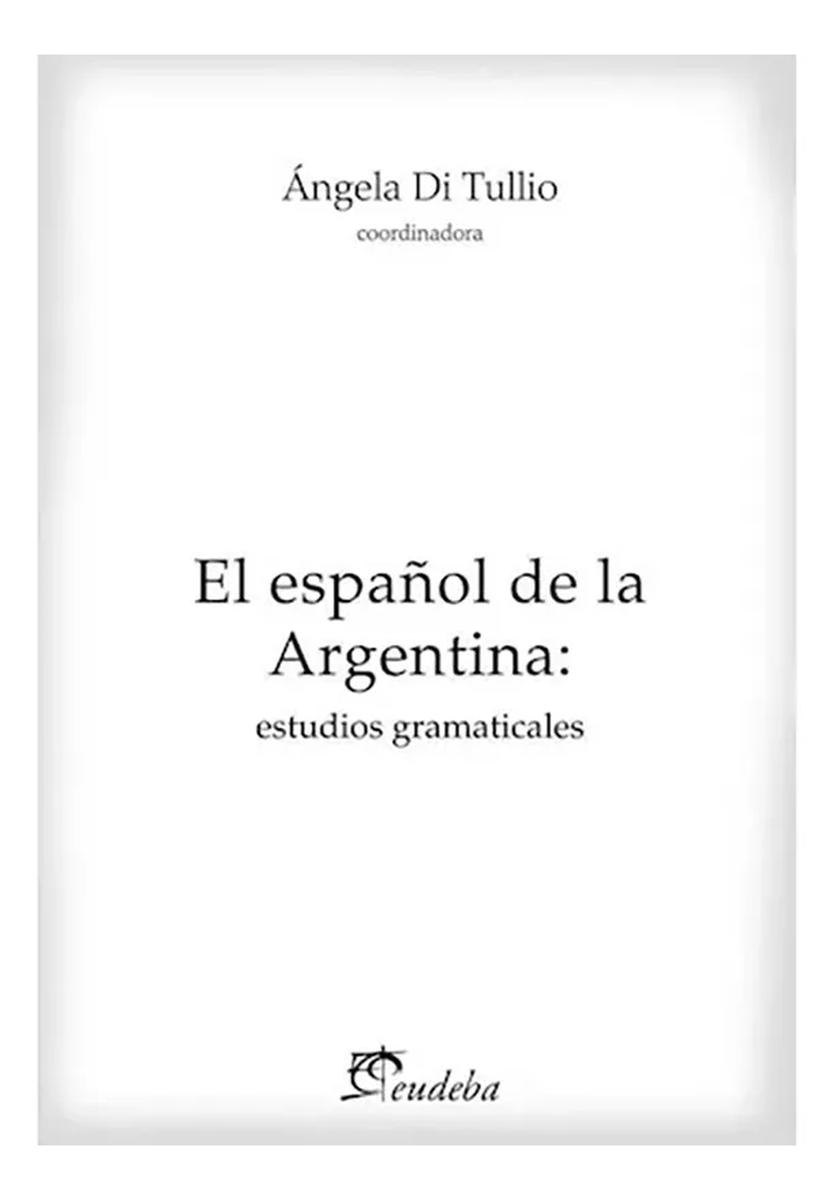 Ángela Di Tullio
coordinadora
El español de la
Argentina:
estudios gramaticales
eudeba